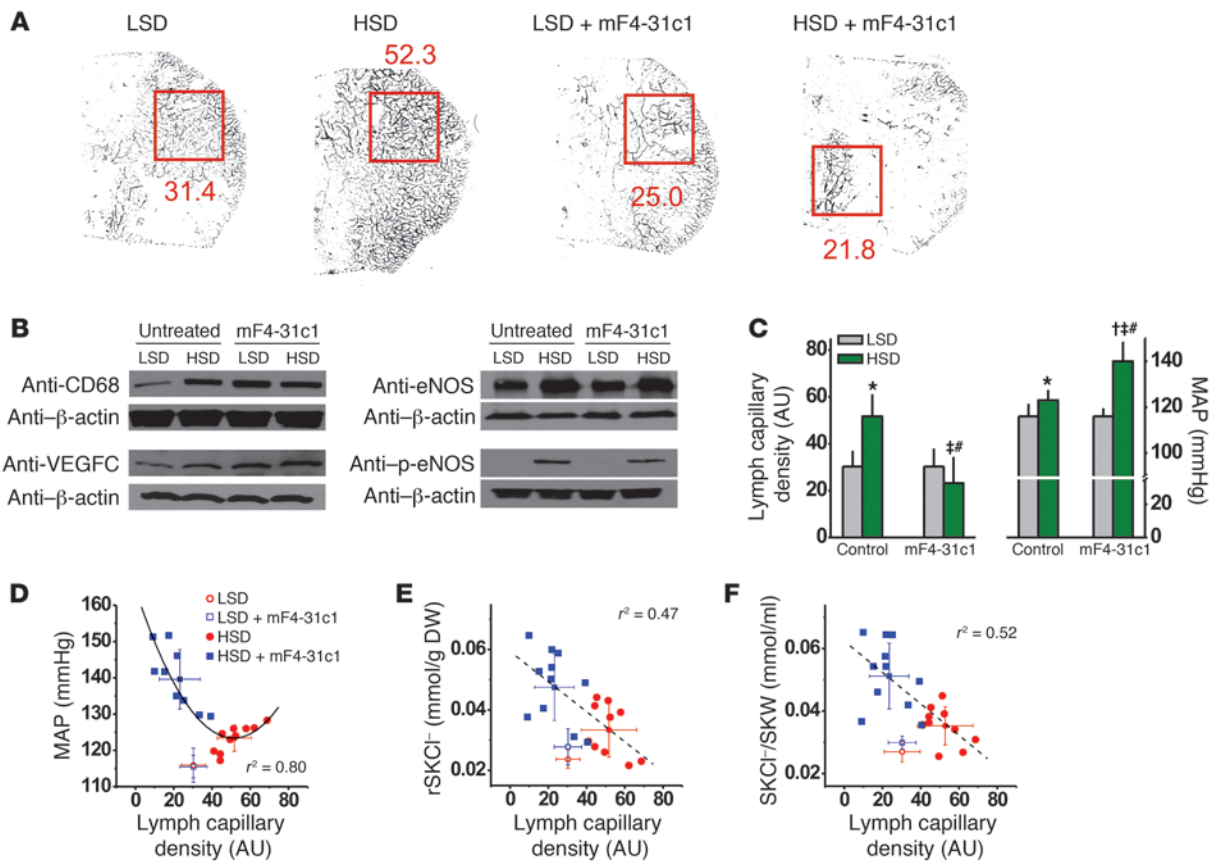 A
LSD
HSD
LSD + mF4-31c1
HSD + mF4-31c1
31.4
52.3
25.0
21.8
B
Untreated
mF4-31c1
LSD
HSD
LSD
HSD
Anti-CD68
Anti–β-actin
Anti-VEGFC
Anti–β-actin
Untreated
mF4-31c1
LSD
HSD
LSD
HSD
Anti-eNOS
Anti–β-actin
Anti–p-eNOS
Anti–β-actin
C
LSD
HSD
Lymph capillary
density (AU)
80
60
40
20
0
*
‡#
Control
mF4-31c1
*
†‡#
Control
mF4-31c1
140
120
100
20
0
MAP (mmHg)
D
MAP (mmHg)
160
150
140
130
120
110
LSD
LSD + mF4-31c1
HSD
HSD + mF4-31c1
r² = 0.80
0 20 40 60 80
Lymph capillary
density (AU)
E
rSKCl⁻ (mmol/g DW)
0.06
0.04
0.02
r² = 0.47
0 20 40 60 80
Lymph capillary
density (AU)
F
SKCl⁻/SKW (mmol/ml)
0.06
0.04
0.02
r² = 0.52
0 20 40 60 80
Lymph capillary
density (AU)